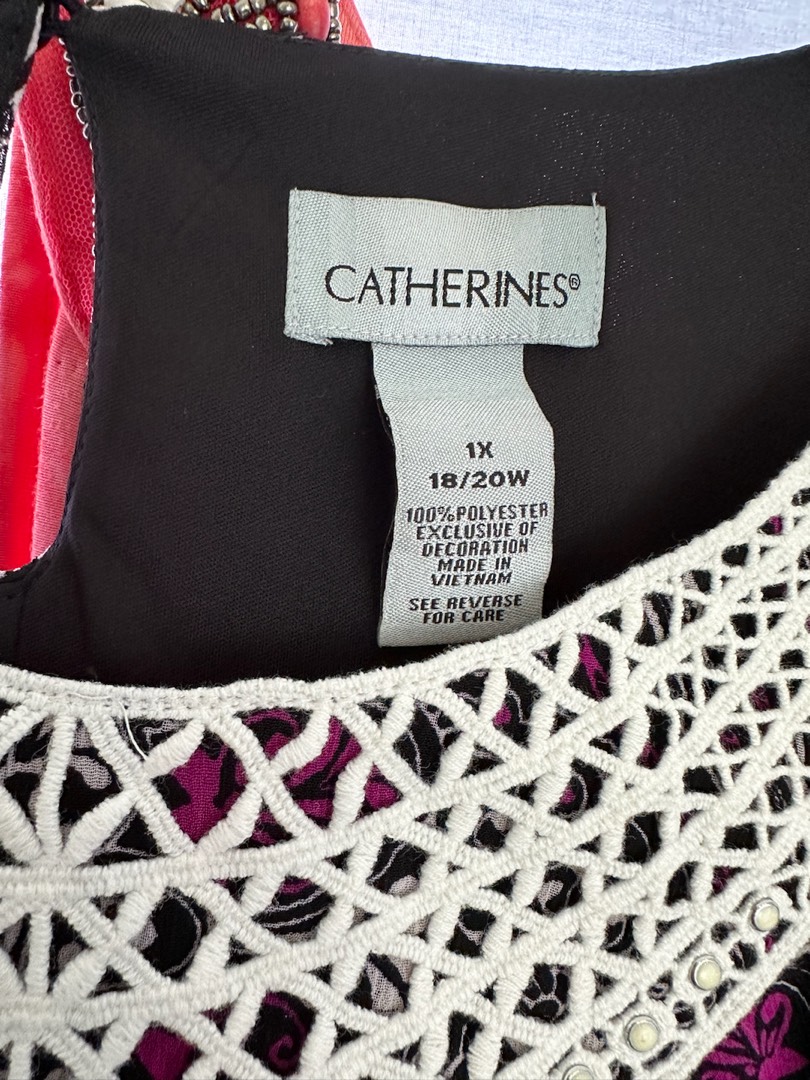 CATHERINES®
1X
18/20W
100% POLYESTER
EXCLUSIVE OF
DECORATION
MADE IN
VIETNAM
SEE REVERSE
FOR CARE